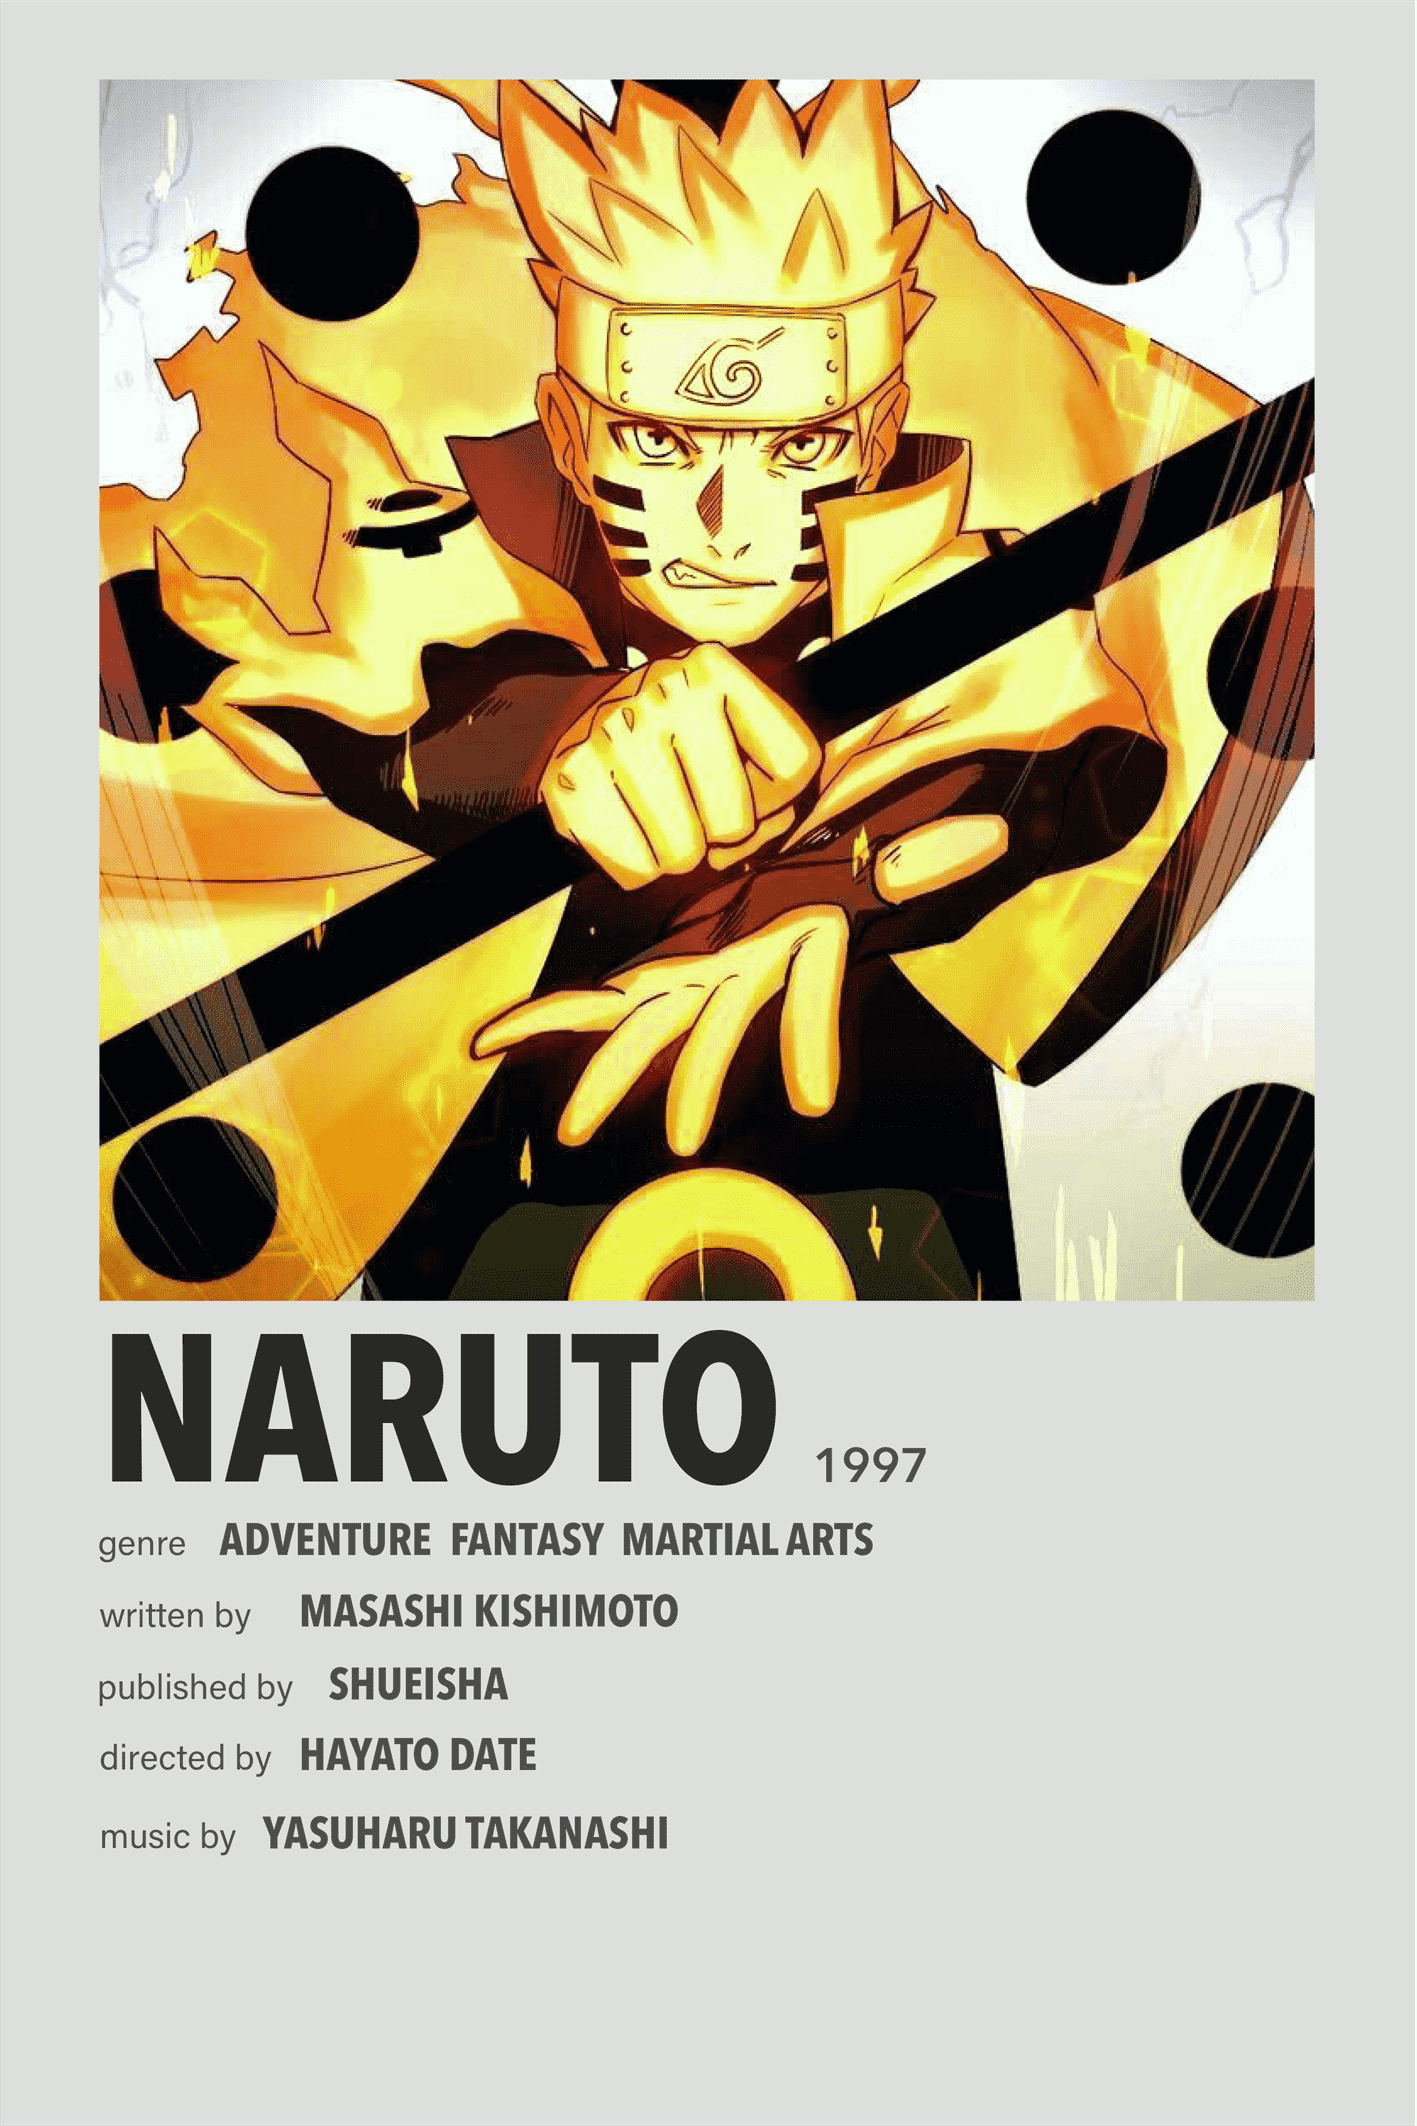 NARUTO 1997
genre ADVENTURE FANTASY MARTIAL ARTS
written by MASASHI KISHIMOTO
published by SHUEISHA
directed by HAYATO DATE
music by YASUHARU TAKANASHI